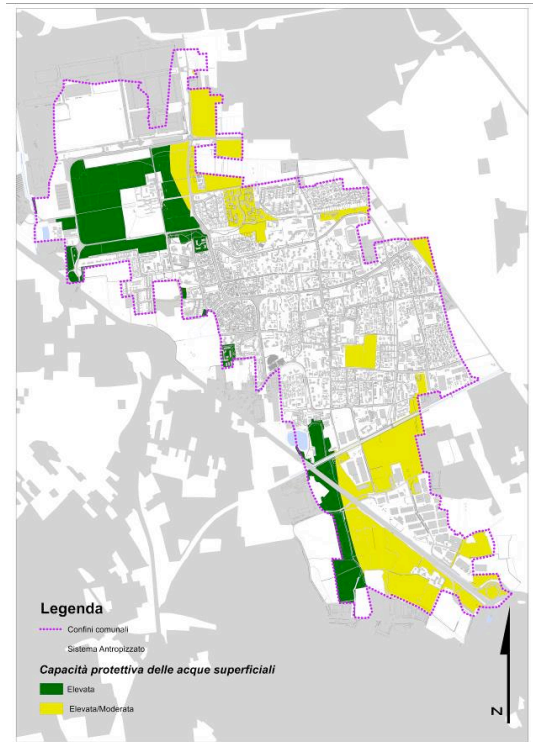 Legenda
Confini comunali
Sistema Antropizzato
Capacità protettiva delle acque superficiali
Elevata
Elevata/Moderata
N